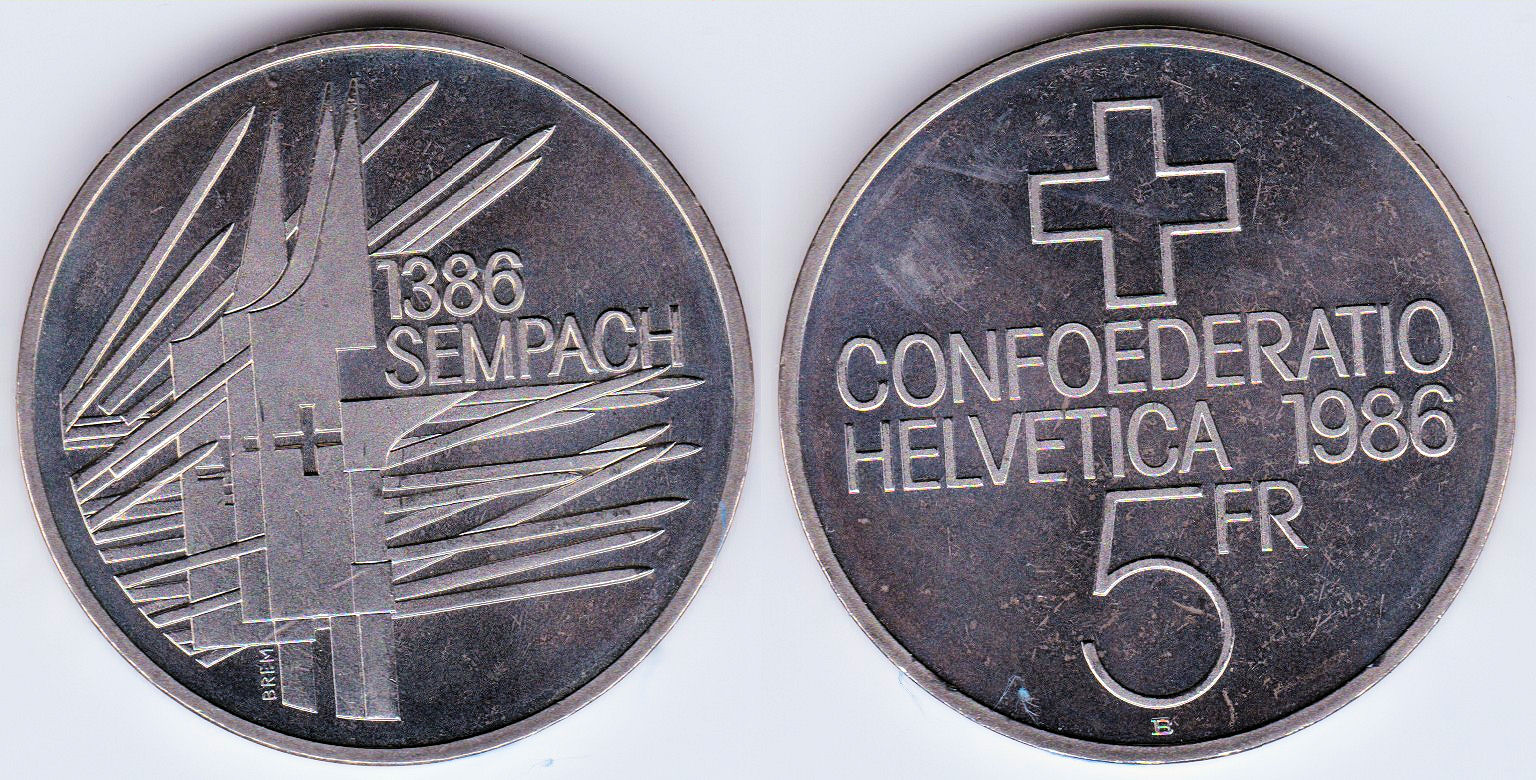 1386
SEMPACH
BREM
CONFOEDERATIO
HELVETICA 1986
5 FR
B